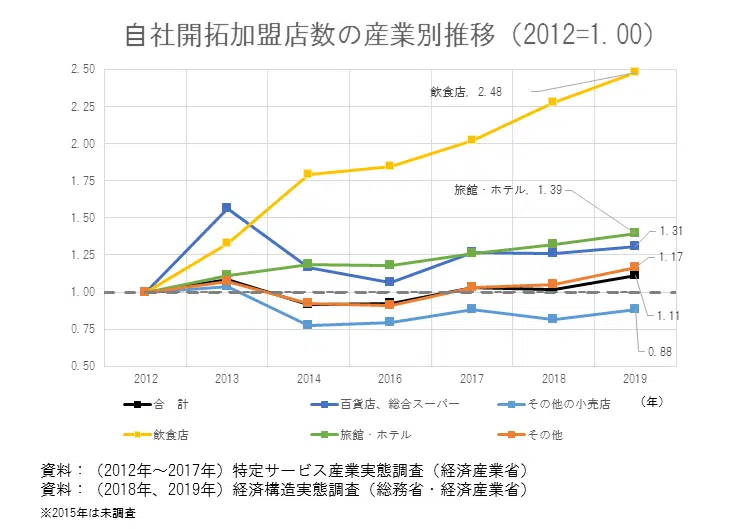 自社開拓加盟店数の産業別推移（2012=1.00）
2.50
2.25
2.00
1.75
1.50
1.25
1.00
0.75
0.50
飲食店, 2.48
旅館・ホテル, 1.39
1.31
1.17
1.11
0.88
2012 2013 2014 2016 2017 2018 2019
（年）
合　計 百貨店、総合スーパー その他の小売店
飲食店 旅館・ホテル その他
資料：（2012年～2017年）特定サービス産業実態調査（経済産業省）
資料：（2018年、2019年）経済構造実態調査（総務省・経済産業省）
※2015年は未調査